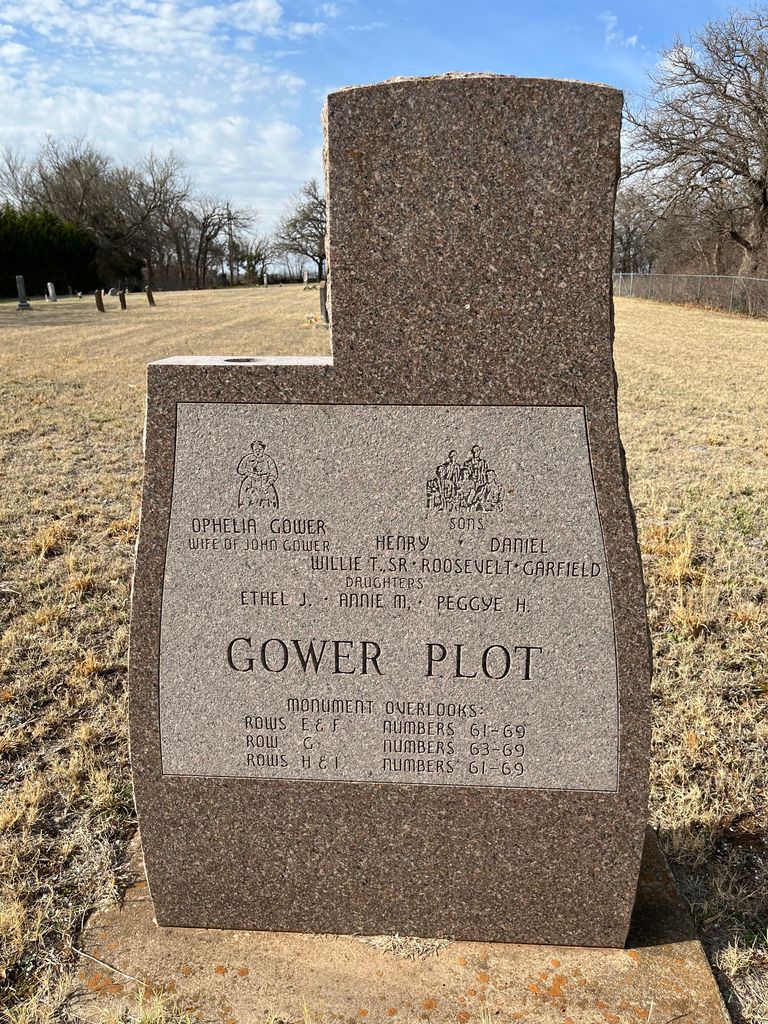 OPHELIA GOWER
WIFE OF JOHN GOWER
SONS
HENRY · DANIEL
WILLIE T., SR · ROOSEVELT · GARFIELD
DAUGHTERS
ETHEL J. · ANNIE M. · PEGGYE H.
GOWER PLOT
MONUMENT OVERLOOKS:
ROWS E & F NUMBERS 61-69
ROW G NUMBERS 63-69
ROWS H & I NUMBERS 61-69